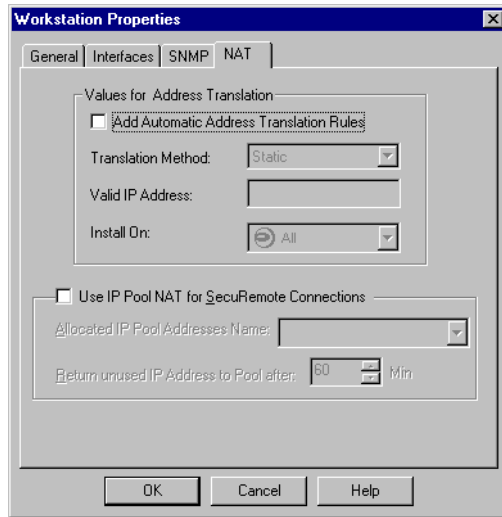 Workstation Properties
General Interfaces SNMP NAT
Values for Address Translation
Add Automatic Address Translation Rules
Translation Method: Static
Valid IP Address:
Install On: All
Use IP Pool NAT for SecuRemote Connections
Allocated IP Pool Addresses Name:
Return unused IP Address to Pool after: 60 Min
OK Cancel Help